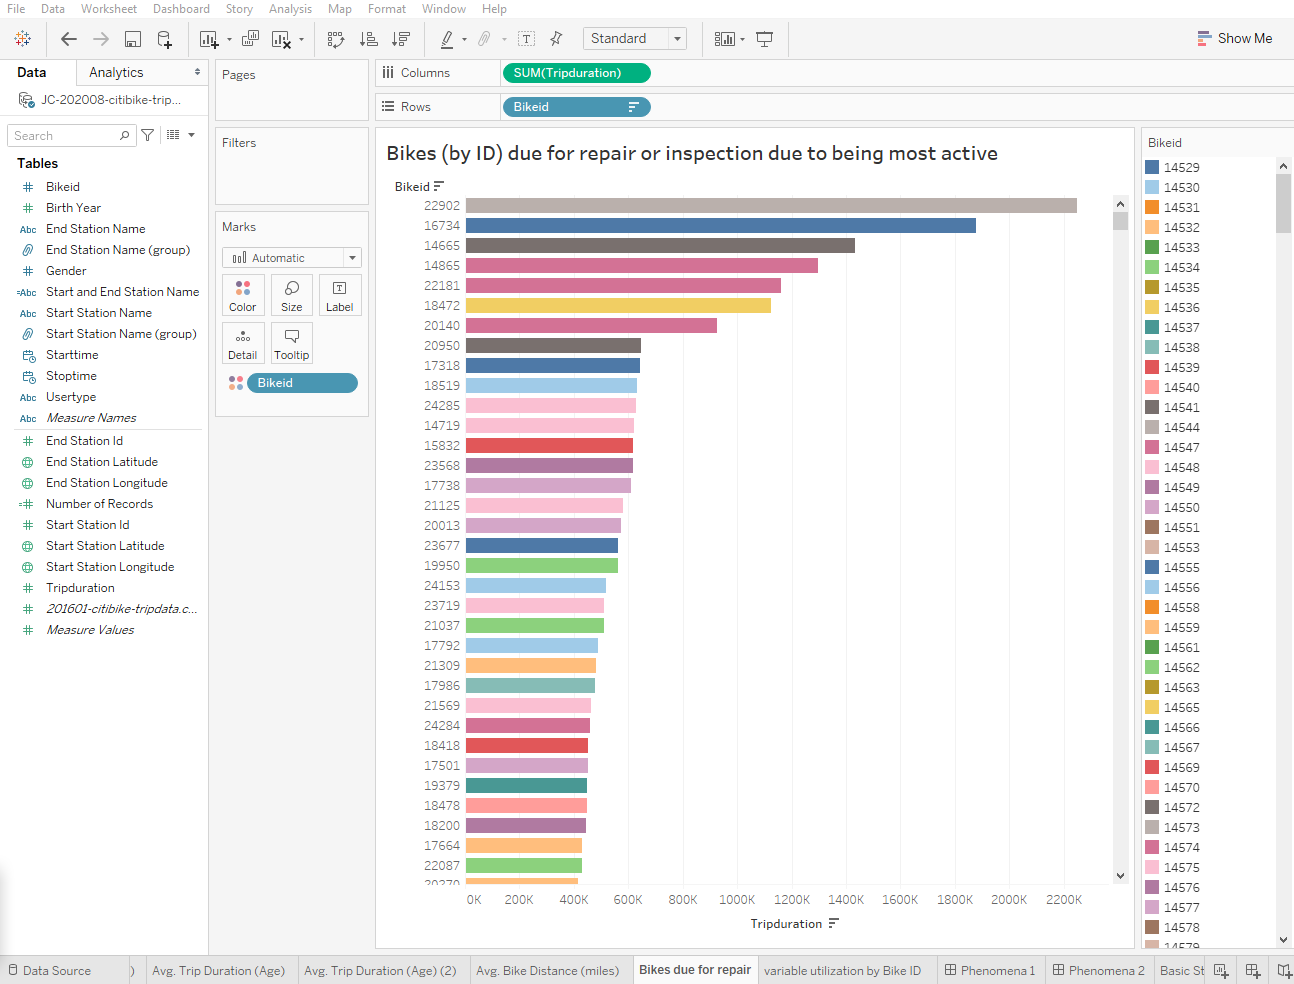 File Data Worksheet Dashboard Story Analysis Map Format Window Help
Standard
Show Me
Data Analytics
JC-202008-citibike-trip...
Search
Tables
Bikeid
Birth Year
Abc End Station Name
End Station Name (group)
Gender
=Abc Start and End Station Name
Abc Start Station Name
Start Station Name (group)
Starttime
Stoptime
Abc Usertype
Abc Measure Names
End Station Id
End Station Latitude
End Station Longitude
Number of Records
Start Station Id
Start Station Latitude
Start Station Longitude
Tripduration
201601-citibike-tripdata.c...
Measure Values
Pages
Filters
Marks
Automatic
Color Size Label
Detail Tooltip
Bikeid
Columns SUM(Tripduration)
Rows Bikeid
Bikes (by ID) due for repair or inspection due to being most active
Bikeid
22902
16734
14665
14865
22181
18472
20140
20950
17318
18519
24285
14719
15832
23568
17738
21125
20013
23677
19950
24153
23719
21037
17792
21309
17986
21569
24284
18418
17501
19379
18478
18200
17664
22087
0K 200K 400K 600K 800K 1000K 1200K 1400K 1600K 1800K 2000K 2200K
Tripduration
Bikeid
14529
14530
14531
14532
14533
14534
14535
14536
14537
14538
14539
14540
14541
14544
14547
14548
14549
14550
14551
14553
14555
14556
14558
14559
14561
14562
14563
14565
14566
14567
14569
14570
14572
14573
14574
14575
14576
14577
14578
Data Source ) Avg. Trip Duration (Age) Avg. Trip Duration (Age) (2) Avg. Bike Distance (miles) Bikes due for repair variable utilization by Bike ID Phenomena 1 Phenomena 2 Basic St